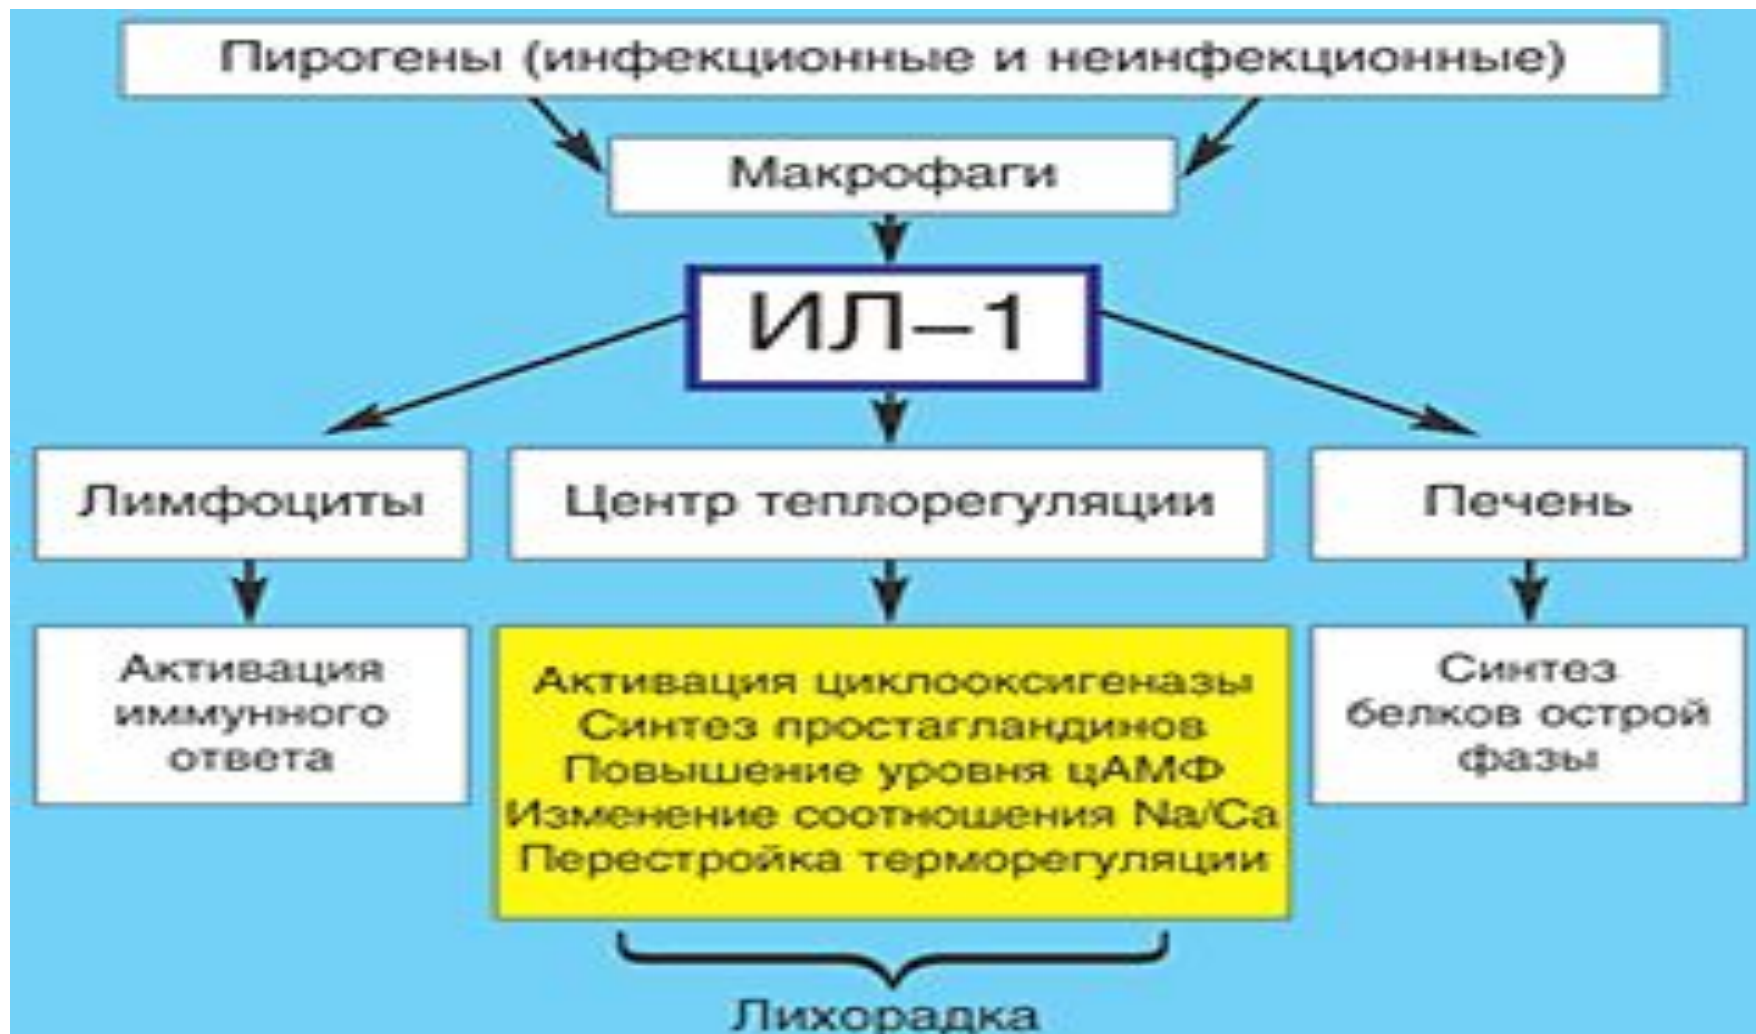 Пирогены (инфекционные и неинфекционные)
Макрофаги
ИЛ–1
Лимфоциты
Центр теплорегуляции
Печень
Активация
иммунного
ответа
Активация циклооксигеназы
Синтез простагландинов
Повышение уровня цАМФ
Изменение соотношения Na/Ca
Перестройка терморегуляции
Синтез
белков острой
фазы
Лихорадка